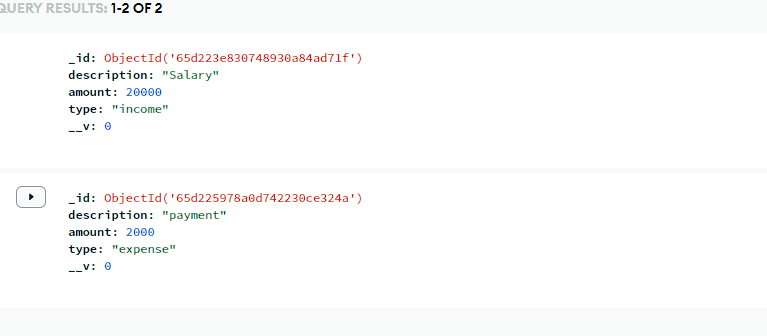 QUERY RESULTS: 1-2 OF 2
_id: ObjectId('65d223e830748930a84ad71f')
description: "Salary"
amount: 20000
type: "income"
__v: 0
_id: ObjectId('65d225978a0d742230ce324a')
description: "payment"
amount: 2000
type: "expense"
__v: 0